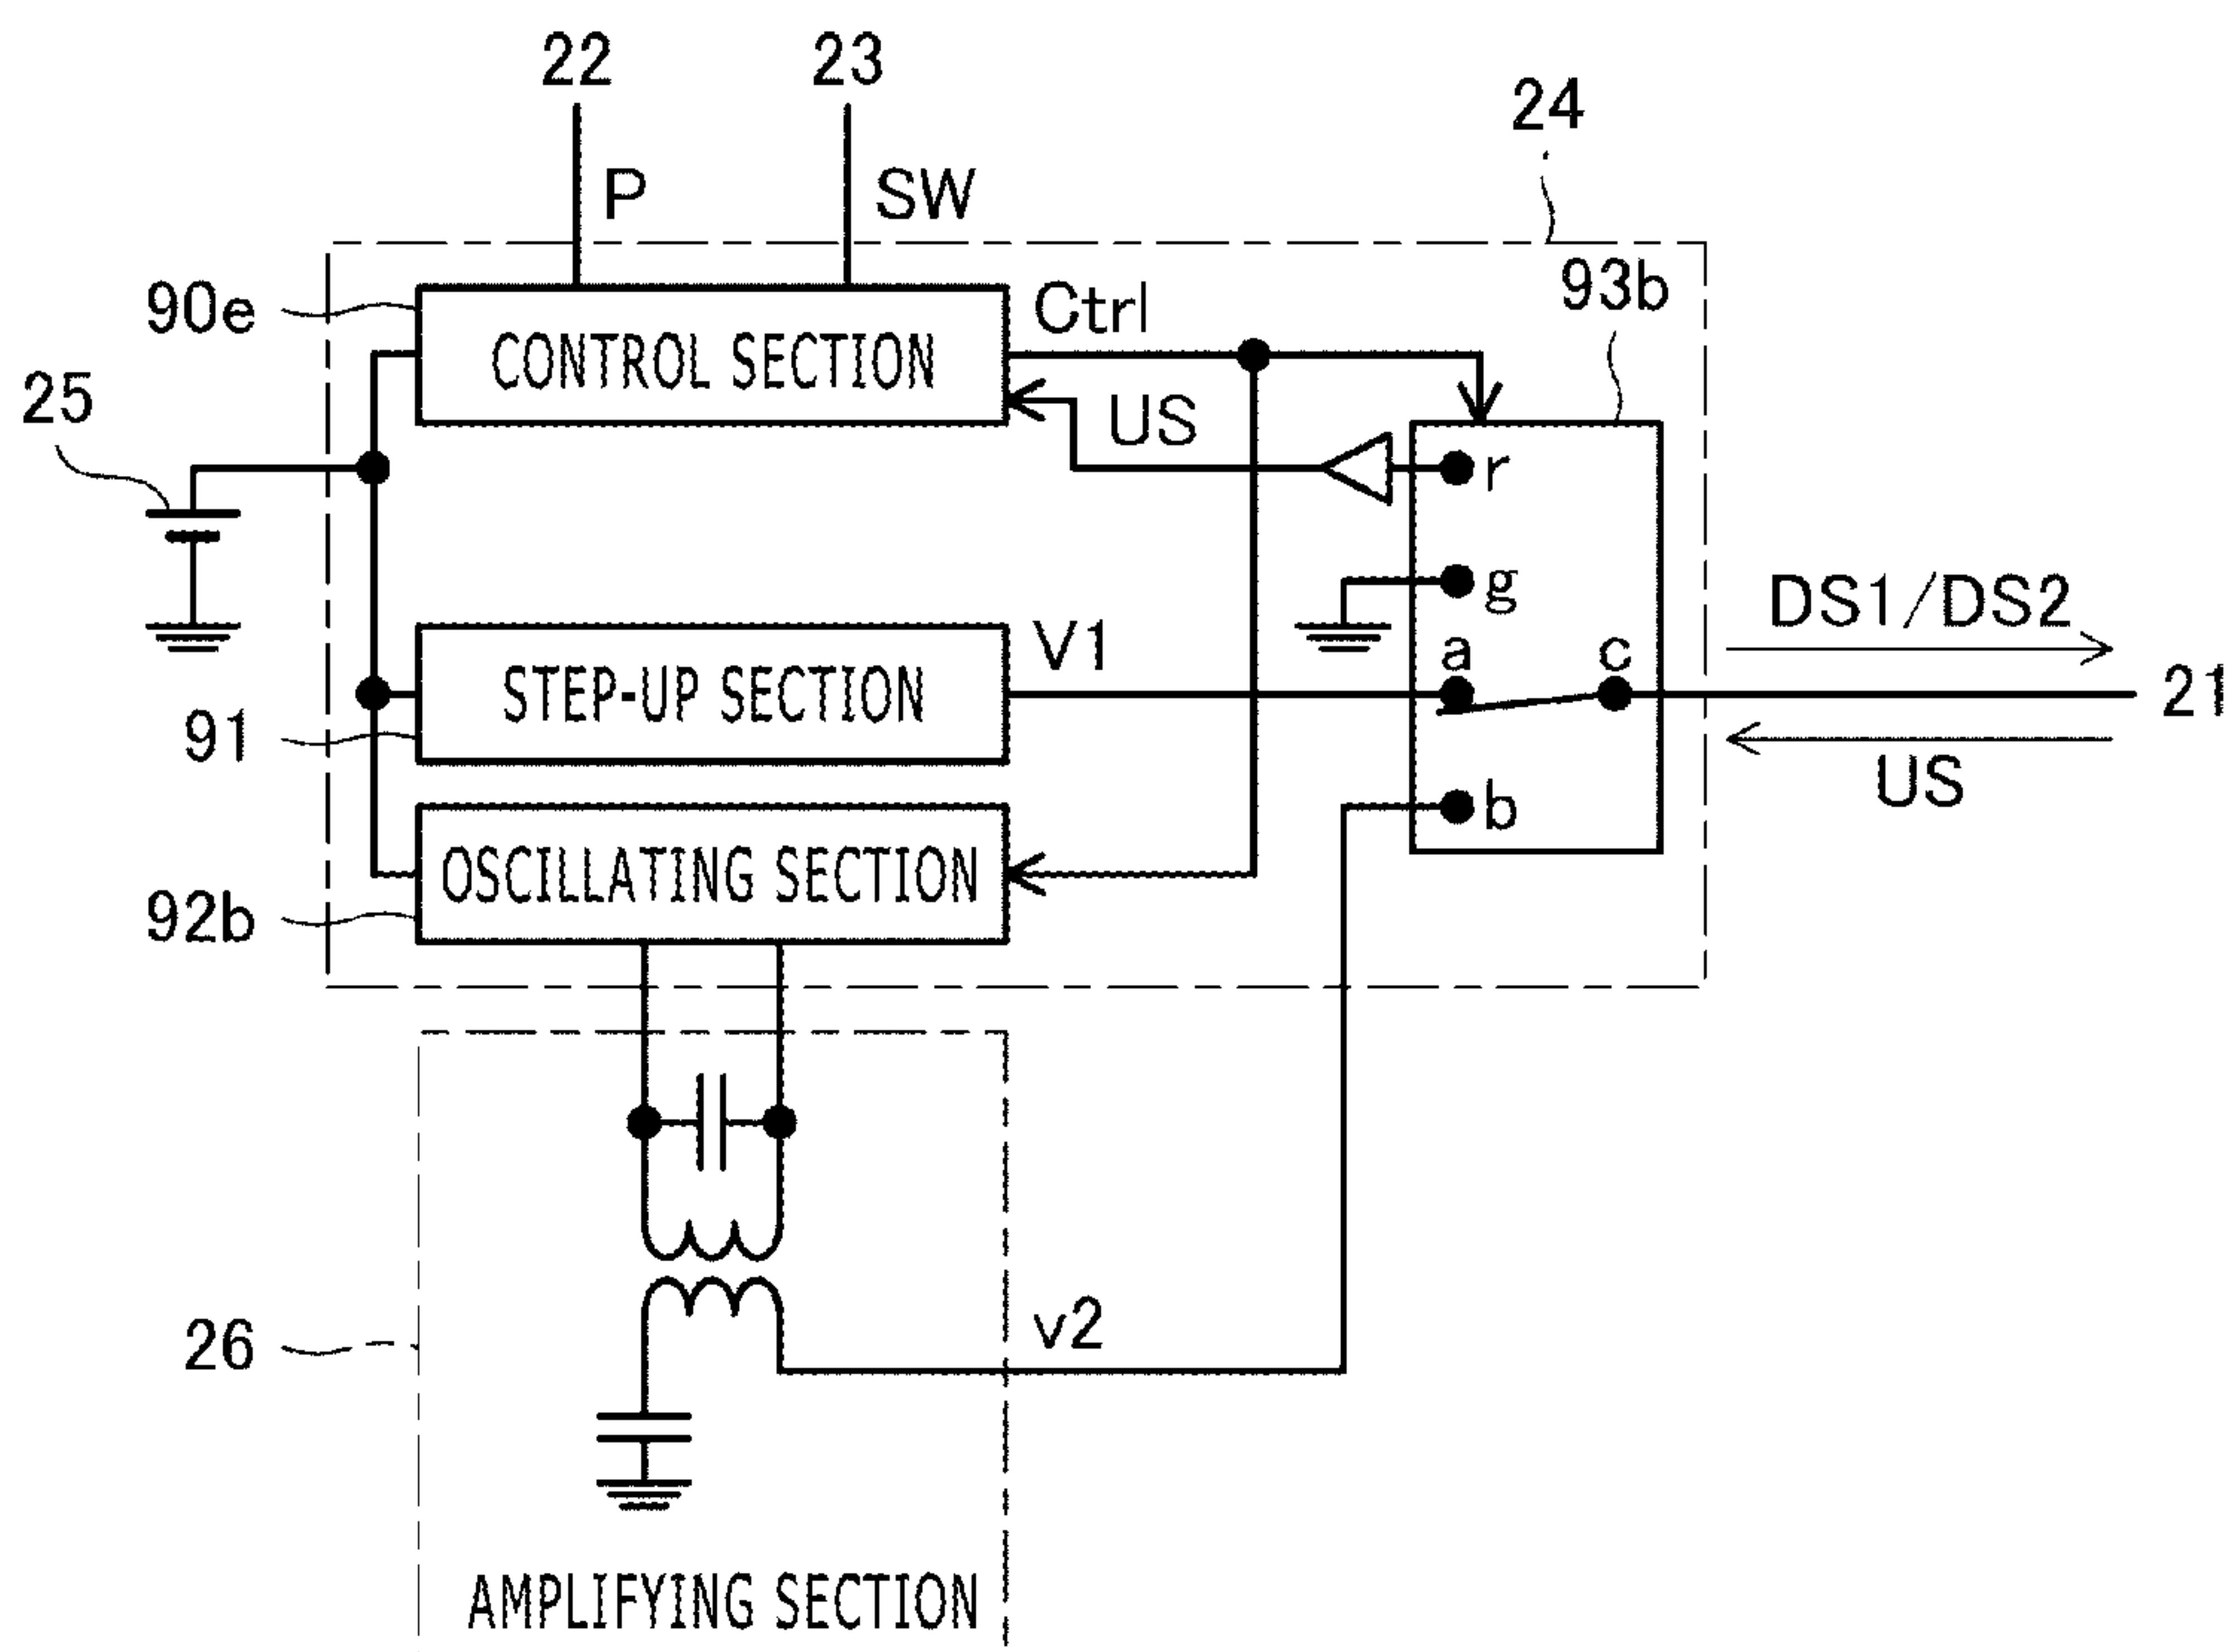 22
23
24
P
SW
90e
Ctrl
93b
CONTROL SECTION
25
US
r
g
DS1/DS2
V1
a
c
STEP-UP SECTION
21
91
US
b
OSCILLATING SECTION
92b
v2
26
AMPLIFYING SECTION